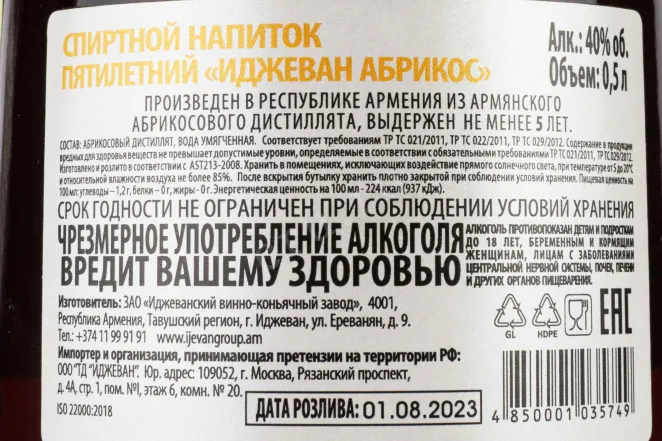 СПИРТНОЙ НАПИТОК
ПЯТИЛЕТНИЙ «ИДЖЕВАН АБРИКОС»
Алк.: 40% об.
Объем: 0,5 л
ПРОИЗВЕДЕН В РЕСПУБЛИКЕ АРМЕНИЯ ИЗ АРМЯНСКОГО
АБРИКОСОВОГО ДИСТИЛЛЯТА, ВЫДЕРЖЕН НЕ МЕНЕЕ 5 ЛЕТ.
СОСТАВ: АБРИКОСОВЫЙ ДИСТИЛЛЯТ, ВОДА УМЯГЧЕННАЯ. Соответствует требованиям ТР ТС 021/2011, ТР ТС 022/2011, ТР ТС 029/2012. Содержание в продукции
вредных для здоровья веществ не превышает допустимые уровни, определяемые в соответствии с обязательными требованиями ТР ТС 021/2011, ТР ТС 029/2012.
Изготовлено и розлито в соответствии с AST213-2008. Хранить в помещениях, исключающих воздействие прямого солнечного света, при температуре от 5 до 20°С
и относительной влажности воздуха не более 85%. После вскрытия бутылку хранить плотно закрытой при соблюдении условий хранения. Пищевая ценность на
100 мл: углеводы – 1,2 г, белки – 0 г, жиры - 0 г. Энергетическая ценность на 100 мл - 224 ккал (937 кДж).
СРОК ГОДНОСТИ НЕ ОГРАНИЧЕН ПРИ СОБЛЮДЕНИИ УСЛОВИЙ ХРАНЕНИЯ
ЧРЕЗМЕРНОЕ УПОТРЕБЛЕНИЕ АЛКОГОЛЯ
ВРЕДИТ ВАШЕМУ ЗДОРОВЬЮ
АЛКОГОЛЬ ПРОТИВОПОКАЗАН ДЕТЯМ И ПОДРОСТКАМ
ДО 18 ЛЕТ, БЕРЕМЕННЫМ И КОРМЯЩИМ
ЖЕНЩИНАМ, ЛИЦАМ С ЗАБОЛЕВАНИЯМИ
ЦЕНТРАЛЬНОЙ НЕРВНОЙ СИСТЕМЫ, ПОЧЕК, ПЕЧЕНИ
И ДРУГИХ ОРГАНОВ ПИЩЕВАРЕНИЯ.
Изготовитель: ЗАО «Иджеванский винно-коньячный завод», 4001,
Республика Армения, Тавушский регион, г. Иджеван, ул. Ереванян, д. 9.
Тел.: +374 11 99 91 91 www.ijevangroup.am
Импортер и организация, принимающая претензии на территории РФ:
ООО "ТД "ИДЖЕВАН". Юр. адрес: 109052, г. Москва, Рязанский проспект,
д. 4А, стр. 1, пом. №I, этаж 6, комн. № 20.
ISO 22000:2018
ДАТА РОЗЛИВА: 01.08.2023
GL
HDPE
EAC
4 850001 035749